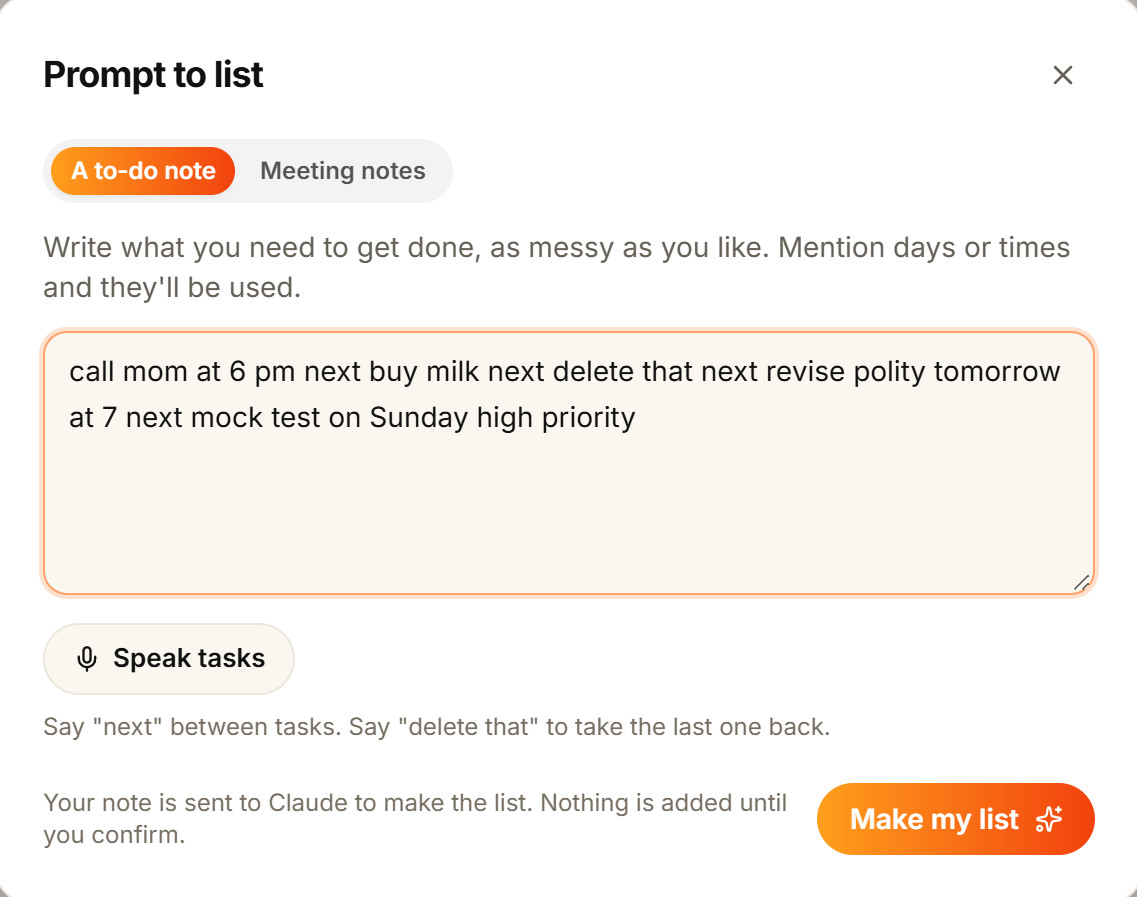 Prompt to list
A to-do note
Meeting notes
Write what you need to get done, as messy as you like. Mention days or times
and they'll be used.
call mom at 6 pm next buy milk next delete that next revise polity tomorrow
at 7 next mock test on Sunday high priority
Speak tasks
Say "next" between tasks. Say "delete that" to take the last one back.
Your note is sent to Claude to make the list. Nothing is added until
you confirm.
Make my list